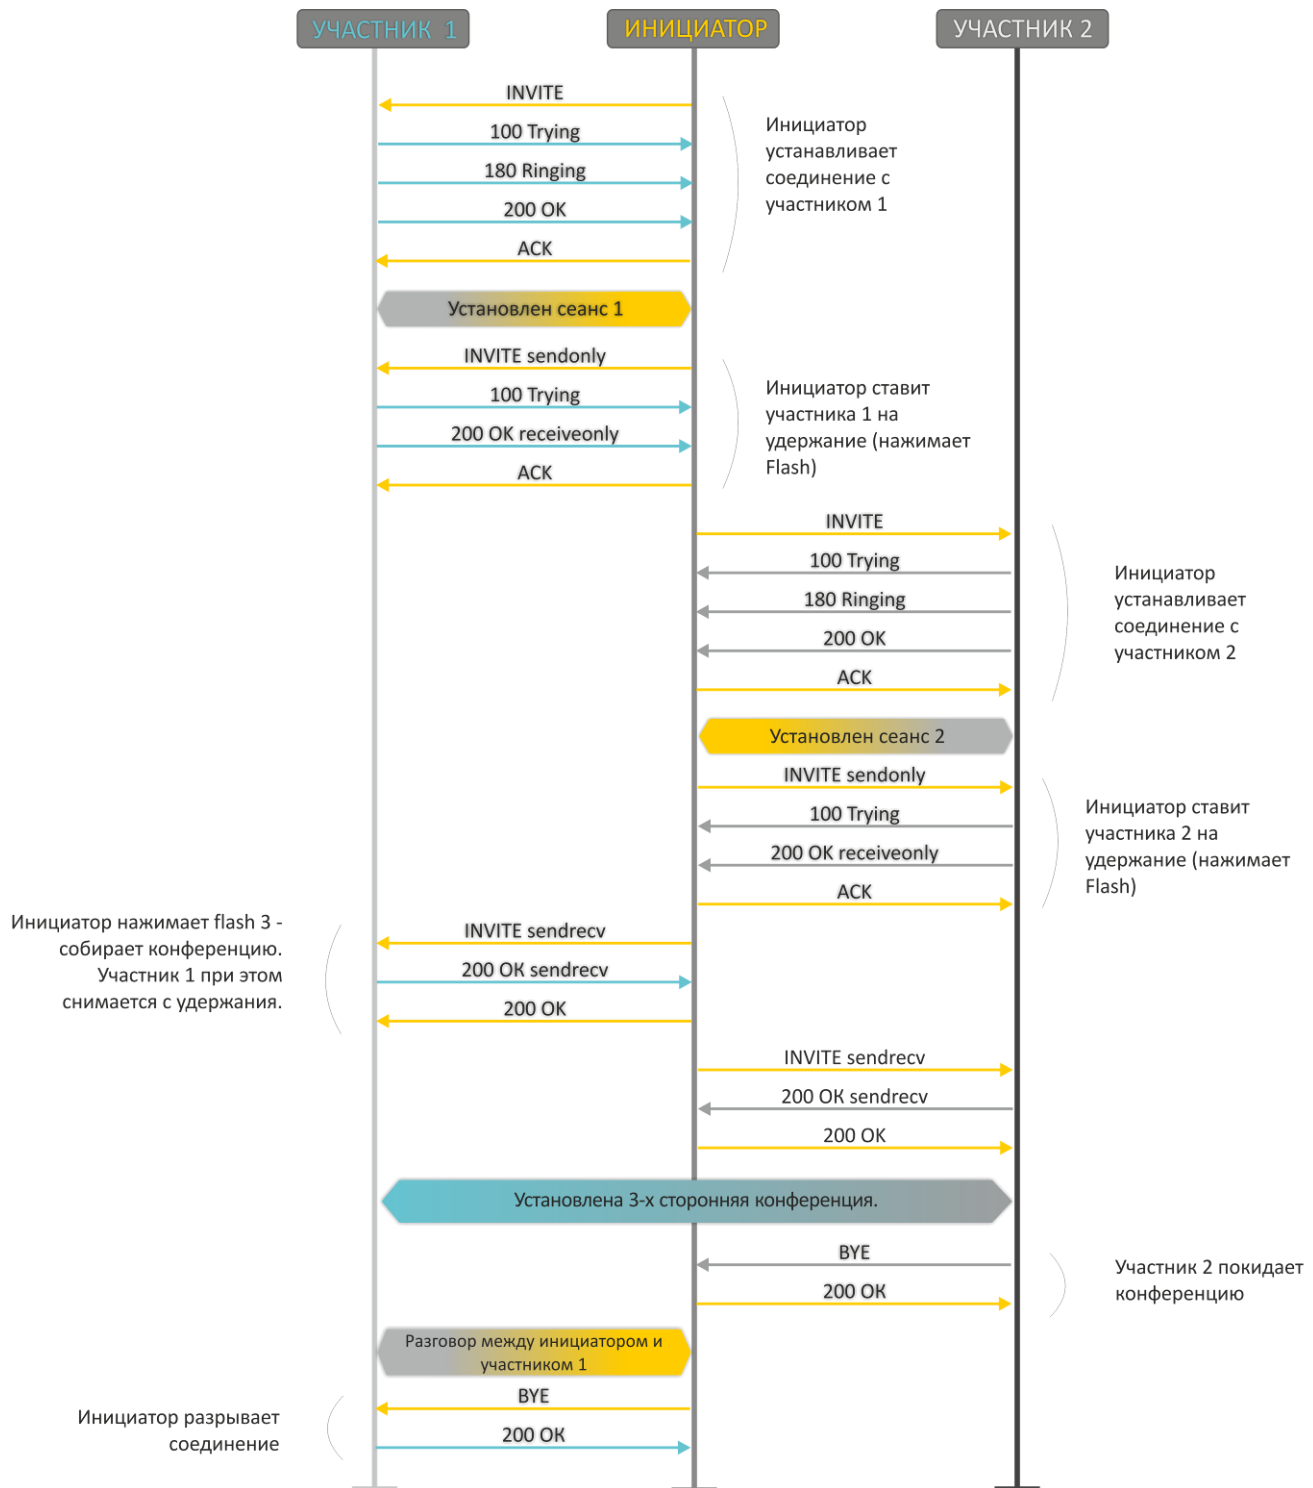 УЧАСТНИК 1
ИНИЦИАТОР
УЧАСТНИК 2
INVITE
100 Trying
180 Ringing
200 OK
ACK
Инициатор
устанавливает
соединение с
участником 1
Установлен сеанс 1
INVITE sendonly
100 Trying
200 OK receiveonly
ACK
Инициатор ставит
участника 1 на
удержание (нажимает
Flash)
INVITE
100 Trying
180 Ringing
200 OK
ACK
Инициатор
устанавливает
соединение с
участником 2
Установлен сеанс 2
INVITE sendonly
100 Trying
200 OK receiveonly
ACK
Инициатор ставит
участника 2 на
удержание (нажимает
Flash)
Инициатор нажимает flash 3 -
собирает конференцию.
Участник 1 при этом
снимается с удержания.
INVITE sendrecv
200 OK sendrecv
200 OK
INVITE sendrecv
200 OK sendrecv
200 OK
Установлена 3-х сторонняя конференция.
BYE
200 OK
Участник 2 покидает
конференцию
Разговор между инициатором и
участником 1
BYE
200 OK
Инициатор разрывает
соединение